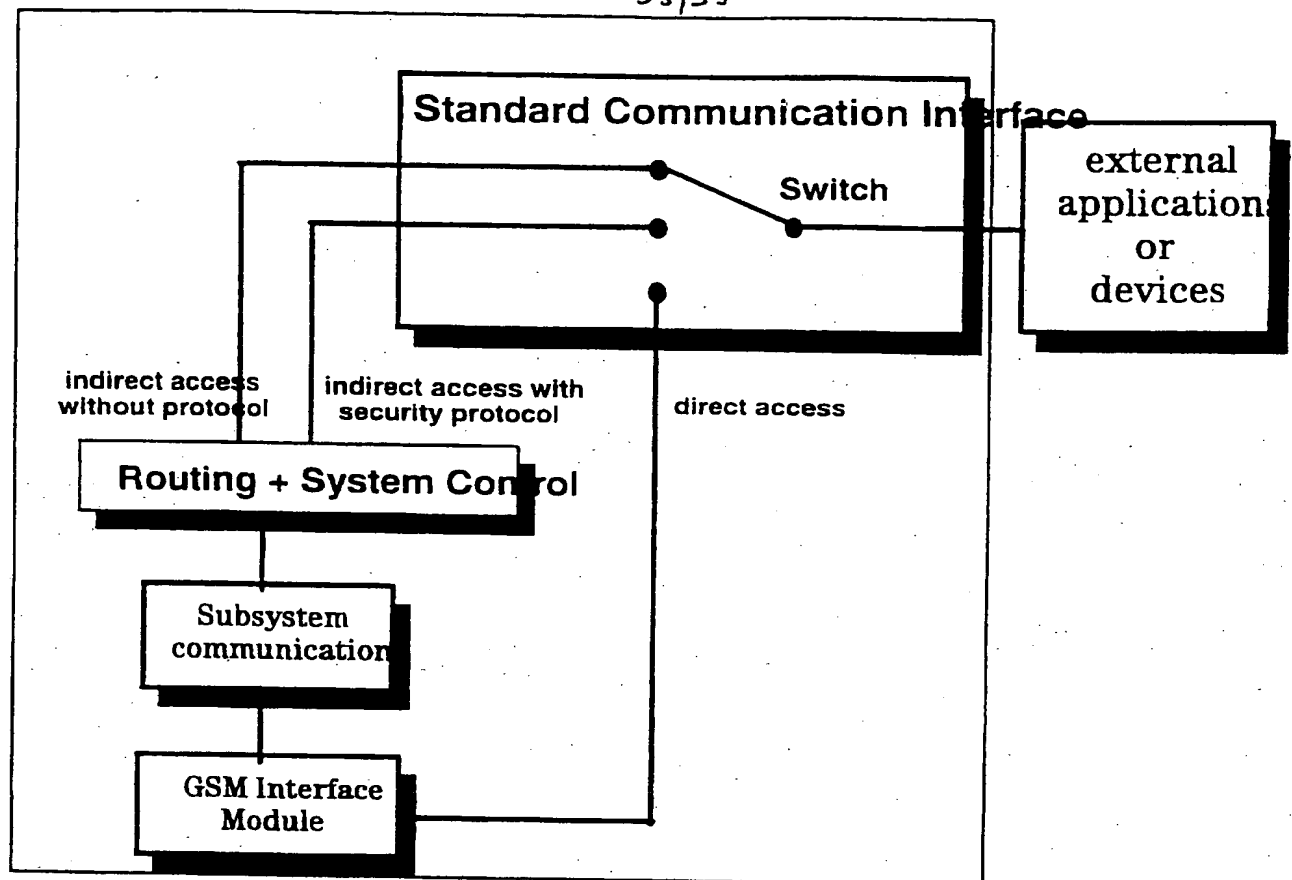 Standard Communication Interface
external
applications
or
devices
Switch
indirect access
without protocol
indirect access with
security protocol
direct access
Routing + System Control
Subsystem
communication
GSM Interface
Module